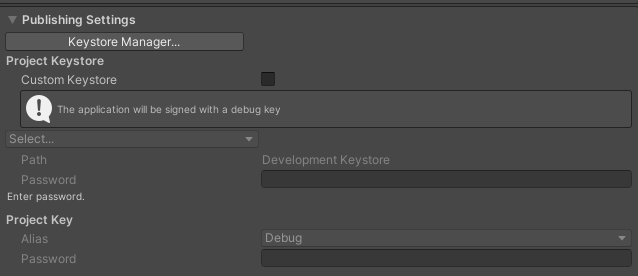 Publishing Settings
Keystore Manager...
Project Keystore
Custom Keystore
The application will be signed with a debug key
Select...
Path Development Keystore
Password
Enter password.
Project Key
Alias Debug
Password